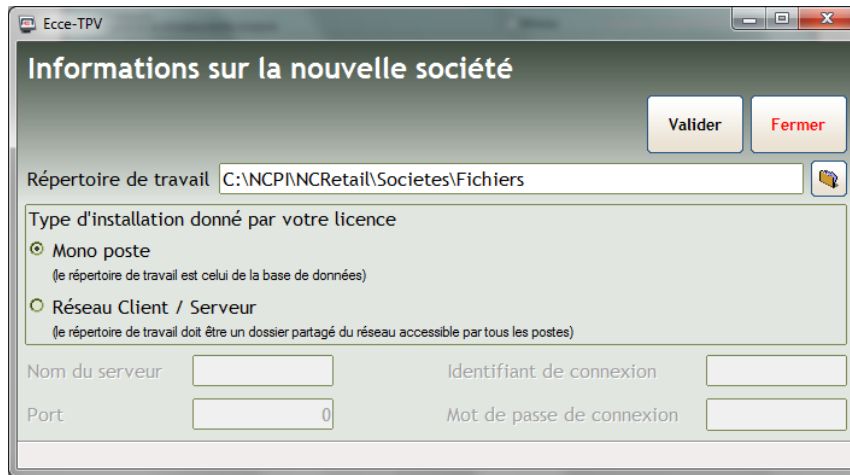 Ecce-TPV
Informations sur la nouvelle société
Valider
Fermer
Répertoire de travail C:\NCPI\NCRetail\Societes\Fichiers
Type d'installation donné par votre licence
Mono poste
(le répertoire de travail est celui de la base de données)
Réseau Client / Serveur
(le répertoire de travail doit être un dossier partagé du réseau accessible par tous les postes)
Nom du serveur Identifiant de connexion
Port 0 Mot de passe de connexion